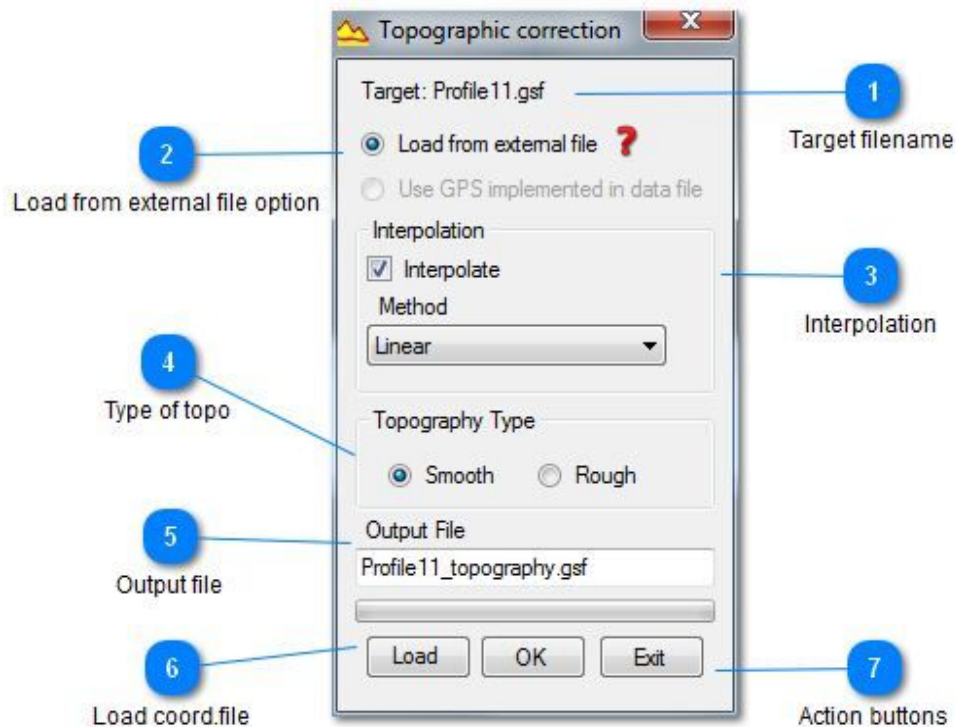 Topographic correction
Target: Profile11.gsf
1
Target filename
Load from external file ?
2
Load from external file option
Use GPS implemented in data file
Interpolation
Interpolate
3
Interpolation
Method
Linear
4
Type of topo
Topography Type
Smooth Rough
5
Output file
Output File
Profile11_topography.gsf
Load OK Exit
6
Load coord.file
7
Action buttons